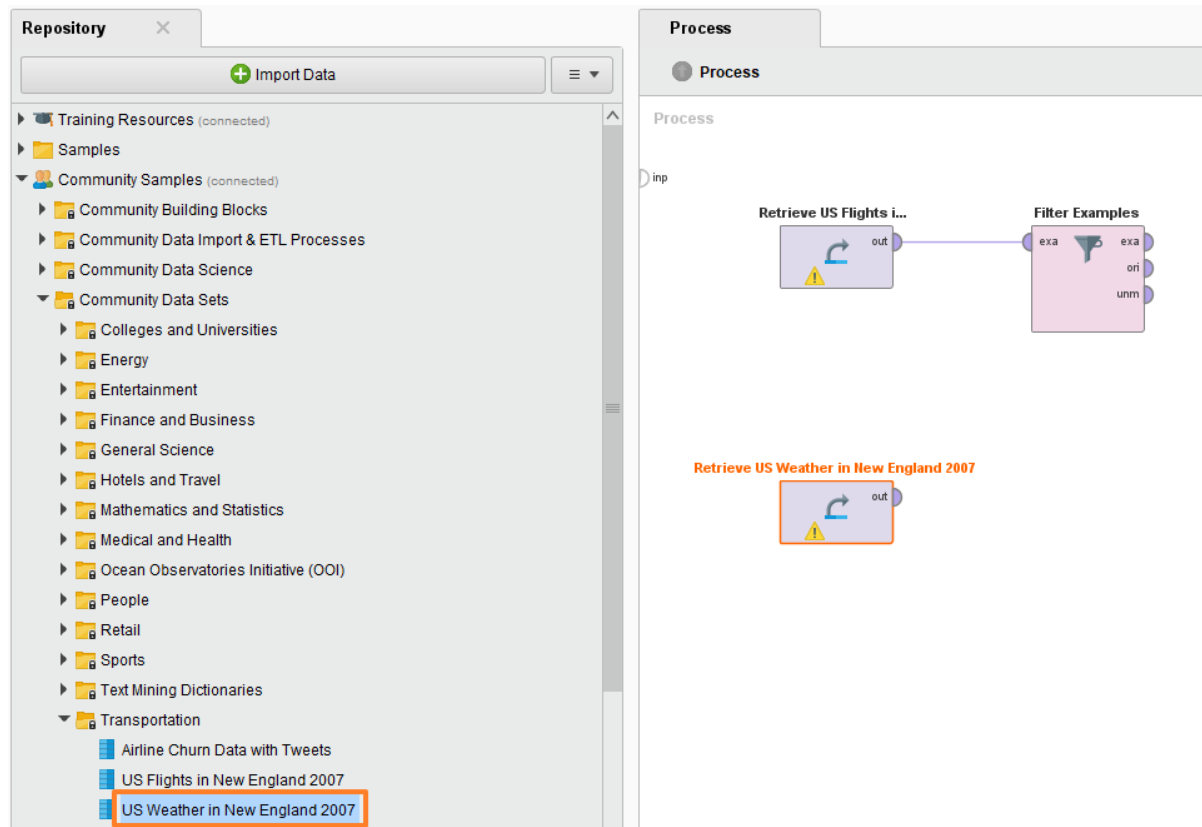 Repository
Import Data
Training Resources (connected)
Samples
Community Samples (connected)
Community Building Blocks
Community Data Import & ETL Processes
Community Data Science
Community Data Sets
Colleges and Universities
Energy
Entertainment
Finance and Business
General Science
Hotels and Travel
Mathematics and Statistics
Medical and Health
Ocean Observatories Initiative (OOI)
People
Retail
Sports
Text Mining Dictionaries
Transportation
Airline Churn Data with Tweets
US Flights in New England 2007
US Weather in New England 2007
Process
Process
Process
inp
Retrieve US Flights i...
out
Filter Examples
exa exa
ori
unm
Retrieve US Weather in New England 2007
out